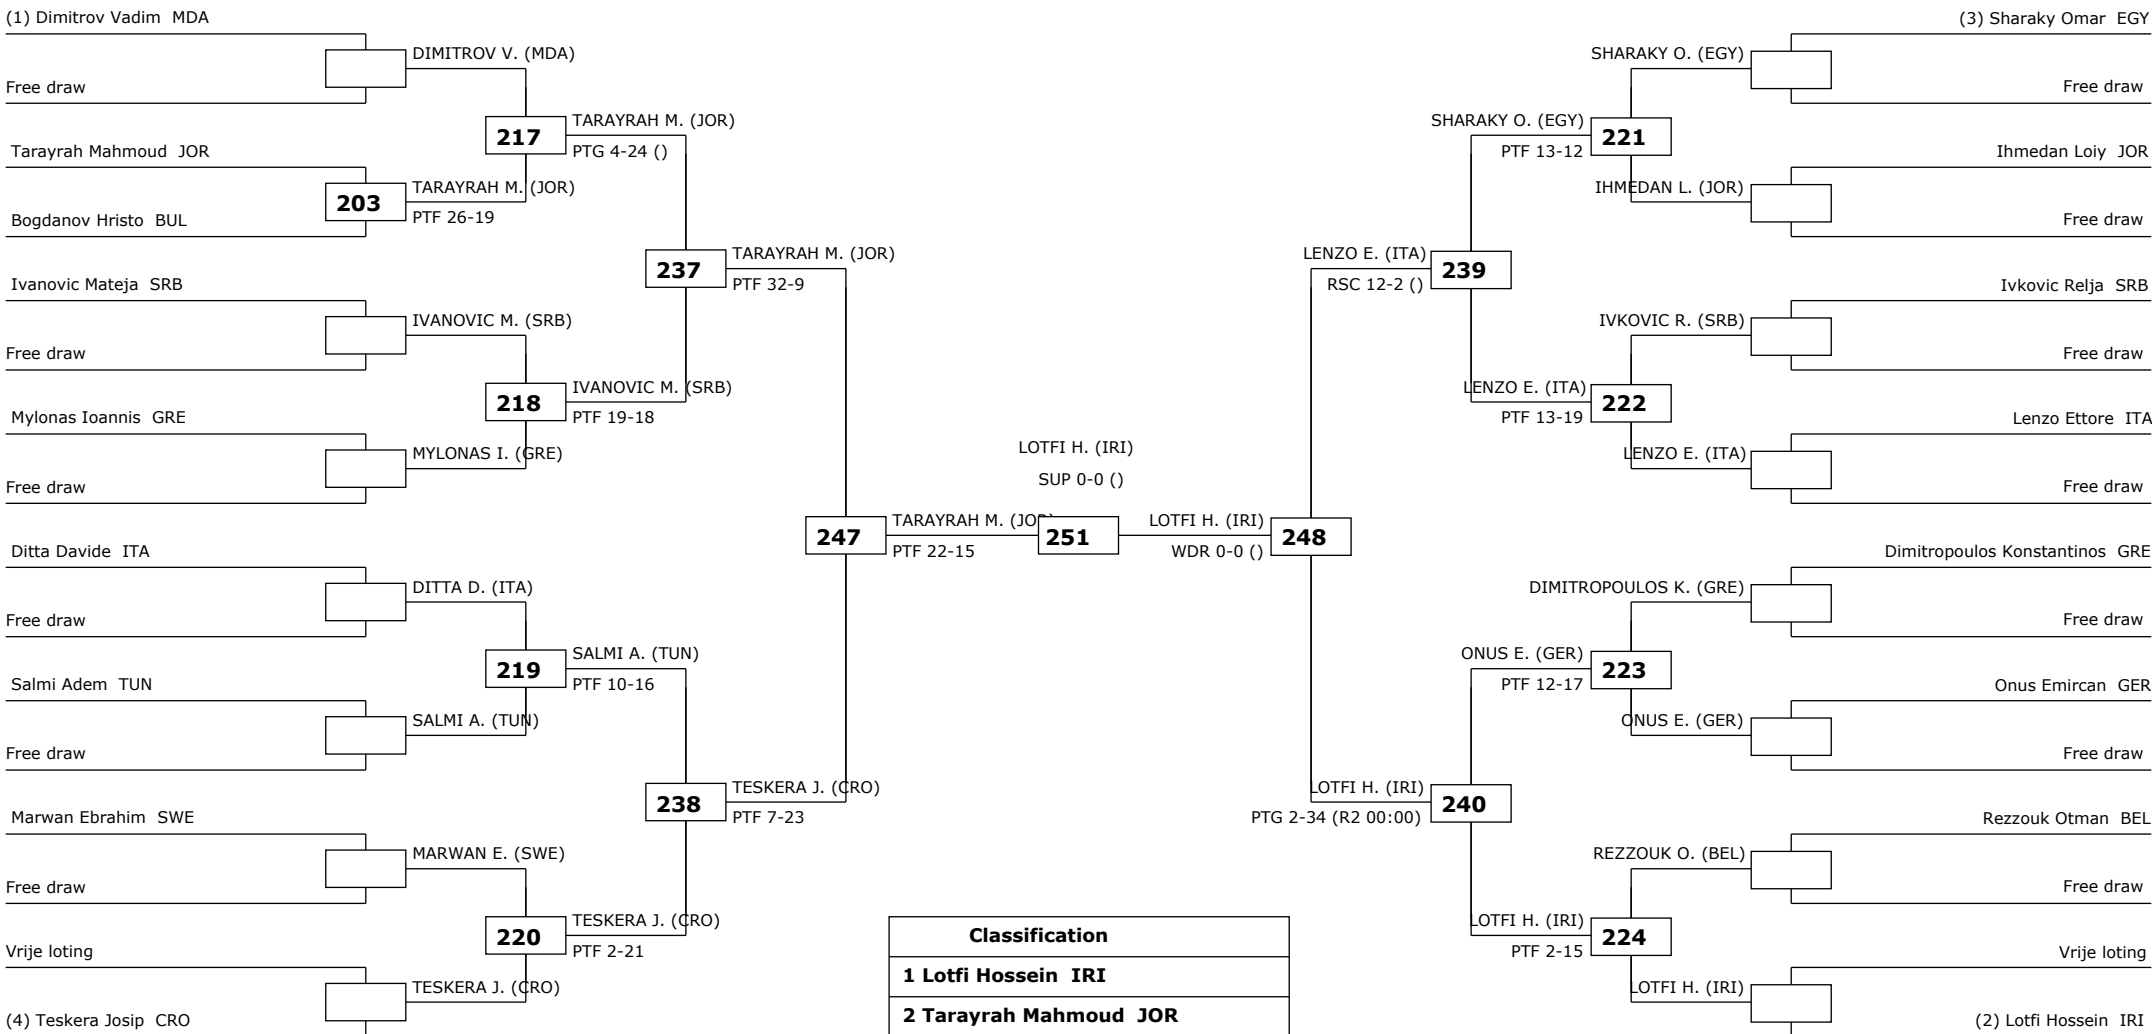 (1) Dimitrov Vadim MDA
Free draw
DIMITROV V. (MDA)
Tarayrah Mahmoud JOR
Bogdanov Hristo BUL
203
TARAYRAH M. (JOR)
PTF 26-19
217
TARAYRAH M. (JOR)
PTG 4-24 ()
Ivanovic Mateja SRB
Free draw
IVANOVIC M. (SRB)
Mylonas Ioannis GRE
Free draw
MYLONAS I. (GRE)
218
IVANOVIC M. (SRB)
PTF 19-18
237
TARAYRAH M. (JOR)
PTF 32-9
Ditta Davide ITA
Free draw
DITTA D. (ITA)
Salmi Adem TUN
Free draw
SALMI A. (TUN)
219
SALMI A. (TUN)
PTF 10-16
Marwan Ebrahim SWE
Free draw
MARWAN E. (SWE)
Vrije loting
(4) Teskera Josip CRO
TESKERA J. (CRO)
220
TESKERA J. (CRO)
PTF 2-21
238
TESKERA J. (CRO)
PTF 7-23
247
TARAYRAH M. (JOR)
PTF 22-15
LOTFI H. (IRI)
SUP 0-0 ()
251
LOTFI H. (IRI)
WDR 0-0 ()
248
(3) Sharaky Omar EGY
Free draw
SHARAKY O. (EGY)
Ihmedan Loiy JOR
Free draw
IHMEDAN L. (JOR)
SHARAKY O. (EGY)
PTF 13-12
221
Ivkovic Relja SRB
Free draw
IVKOVIC R. (SRB)
Lenzo Ettore ITA
Free draw
LENZO E. (ITA)
LENZO E. (ITA)
PTF 13-19
222
LENZO E. (ITA)
RSC 12-2 ()
239
Dimitropoulos Konstantinos GRE
Free draw
DIMITROPOULOS K. (GRE)
Onus Emircan GER
Free draw
ONUS E. (GER)
ONUS E. (GER)
PTF 12-17
223
Rezzouk Otman BEL
Free draw
REZZOUK O. (BEL)
Vrije loting
(2) Lotfi Hossein IRI
LOTFI H. (IRI)
LOTFI H. (IRI)
PTF 2-15
224
LOTFI H. (IRI)
PTG 2-34 (R2 00:00)
240
Classification
1 Lotfi Hossein IRI
2 Tarayrah Mahmoud JOR